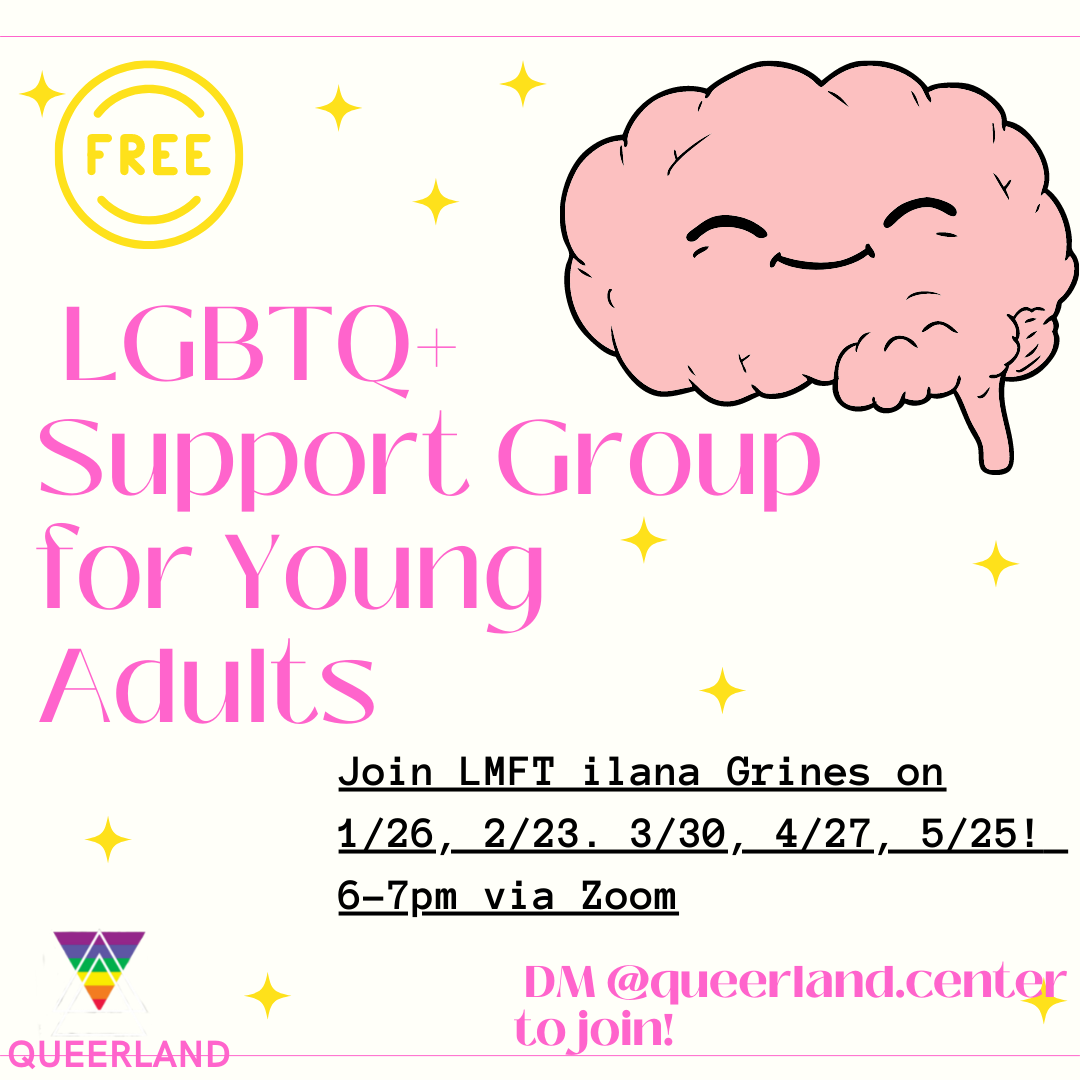 FREE
LGBTQ+
Support Group
for Young
Adults
Join LMFT ilana Grines on
1/26, 2/23. 3/30, 4/27, 5/25!
6-7pm via Zoom
DM @queerland.center
to join!
QUEERLAND